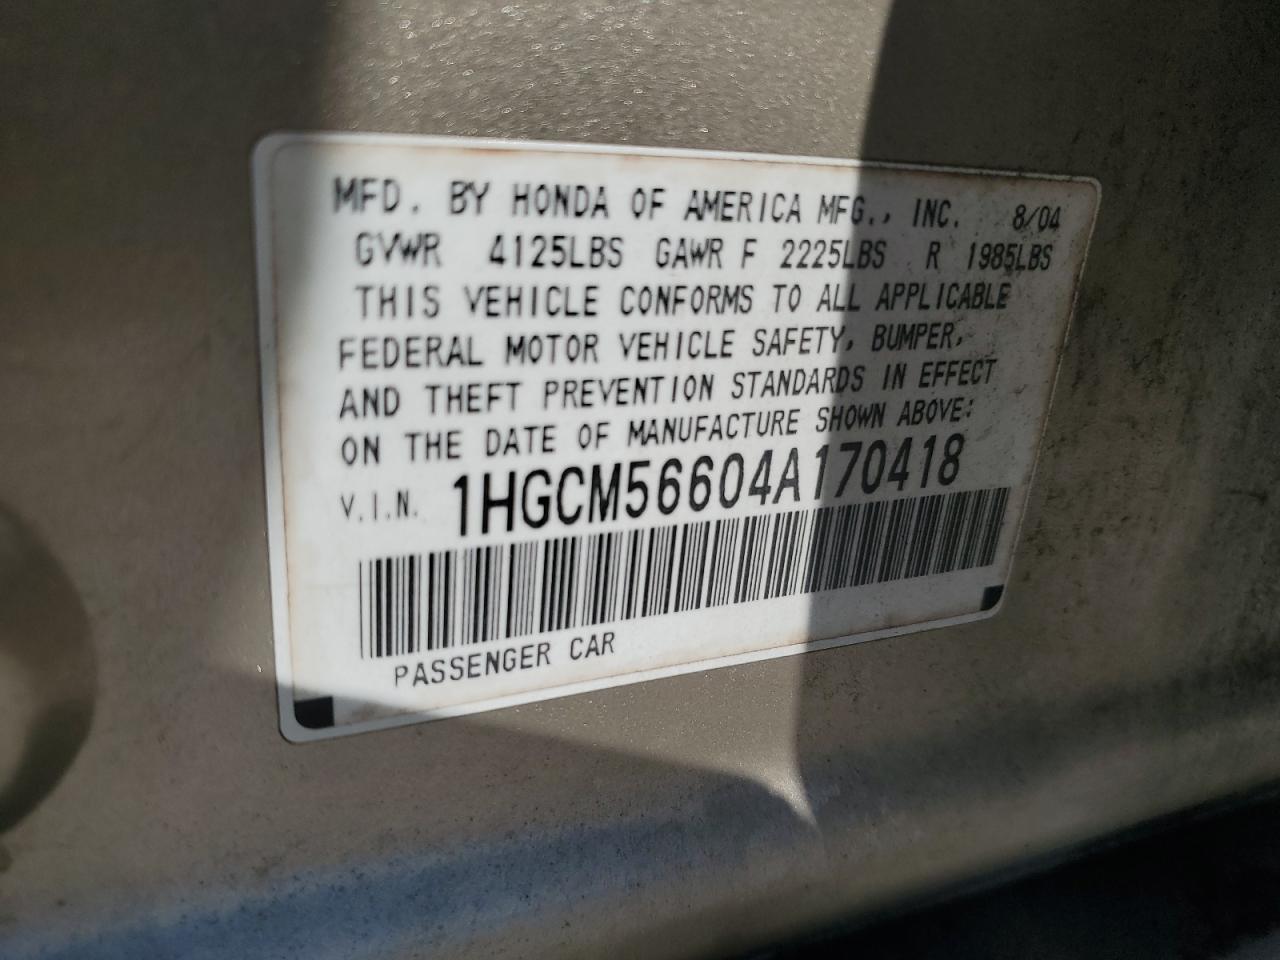 MFD. BY HONDA OF AMERICA MFG., INC. 8/04
GVWR 4125LBS GAWR F 2225LBS R 1985LBS
THIS VEHICLE CONFORMS TO ALL APPLICABLE
FEDERAL MOTOR VEHICLE SAFETY, BUMPER,
AND THEFT PREVENTION STANDARDS IN EFFECT
ON THE DATE OF MANUFACTURE SHOWN ABOVE:
V.I.N. 1HGCM56604A170418
PASSENGER CAR